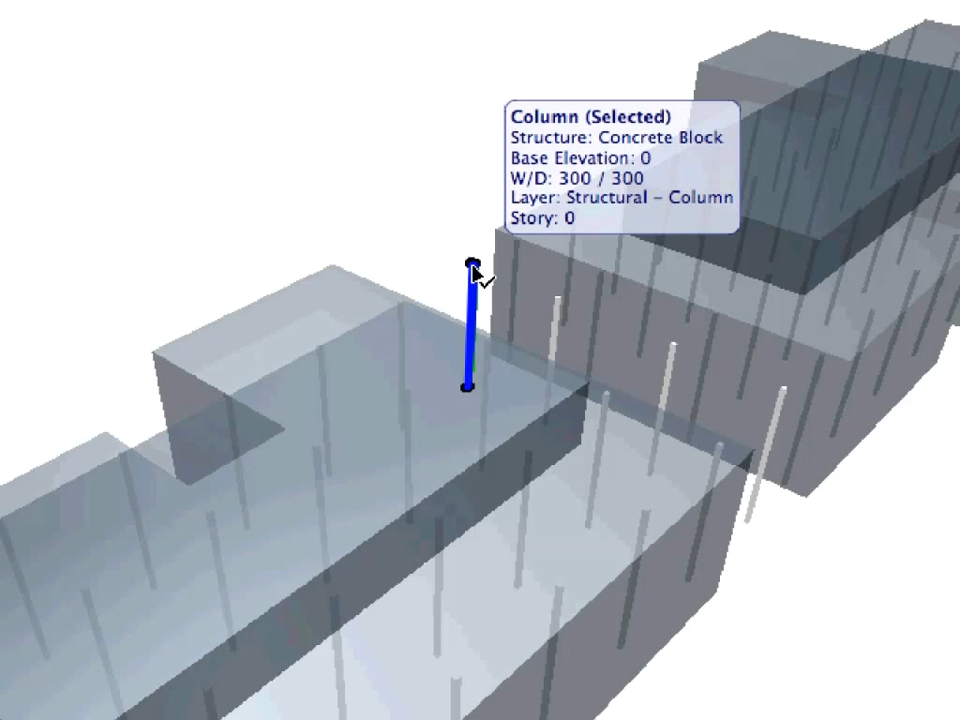 Column (Selected)
Structure: Concrete Block
Base Elevation: 0
W/D: 300 / 300
Layer: Structural - Column
Story: 0